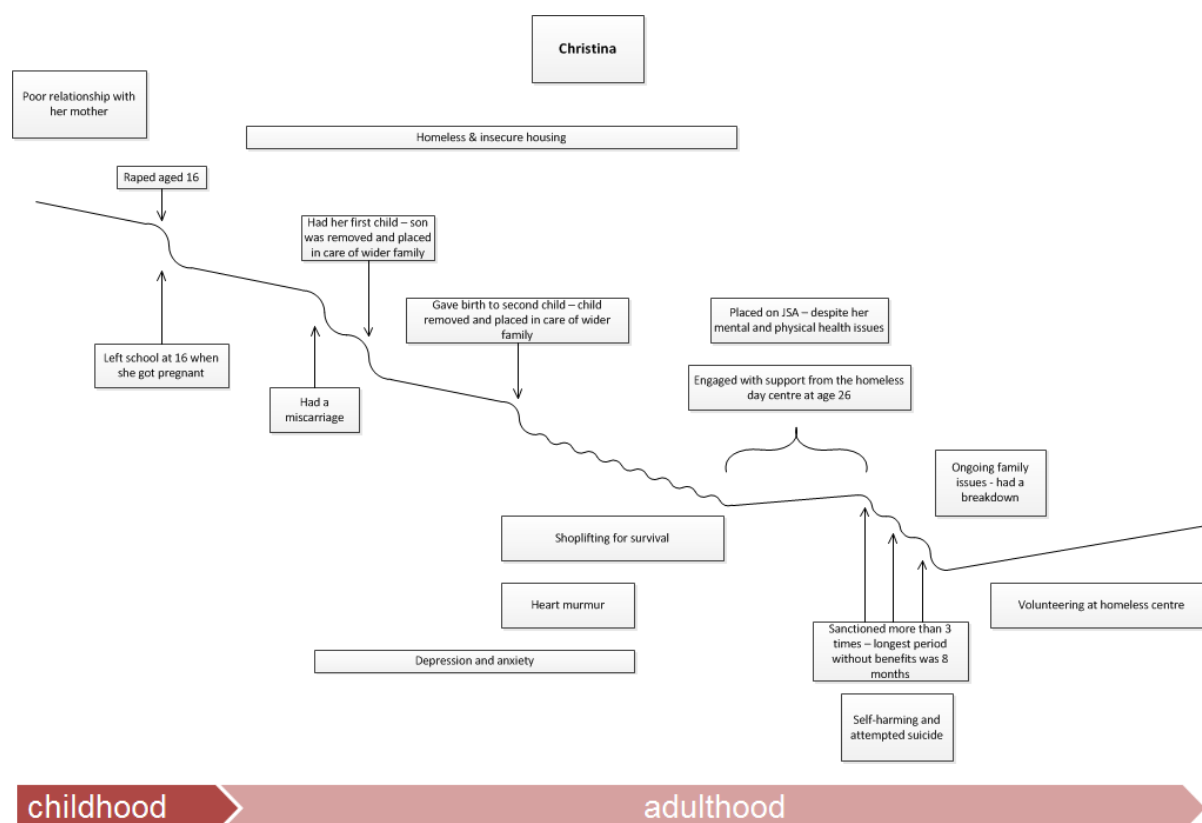 Christina
Poor relationship with
her mother
Homeless & insecure housing
Raped aged 16
Had her first child – son
was removed and placed
in care of wider family
Gave birth to second child – child
removed and placed in care of wider
family
Placed on JSA – despite her
mental and physical health issues
Left school at 16 when
she got pregnant
Had a
miscarriage
Engaged with support from the homeless
day centre at age 26
Ongoing family
issues - had a
breakdown
Shoplifting for survival
Heart murmur
Volunteering at homeless centre
Sanctioned more than 3
times – longest period
without benefits was 8
months
Depression and anxiety
Self-harming and
attempted suicide
childhood
adulthood